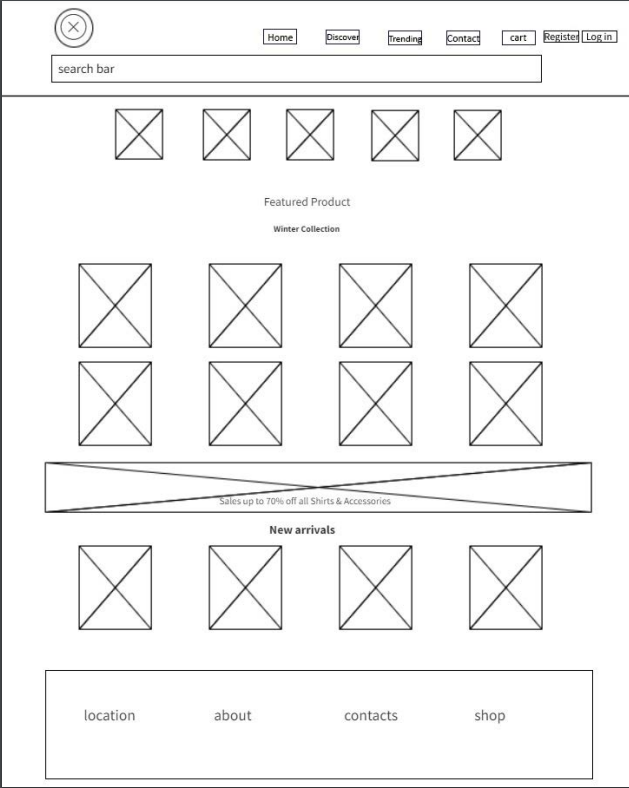 Home Discover Trending Contact cart Register Log in
search bar
Featured Product
Winter Collection
Sales up to 70% off all Shirts & Accessories
New arrivals
location about contacts shop